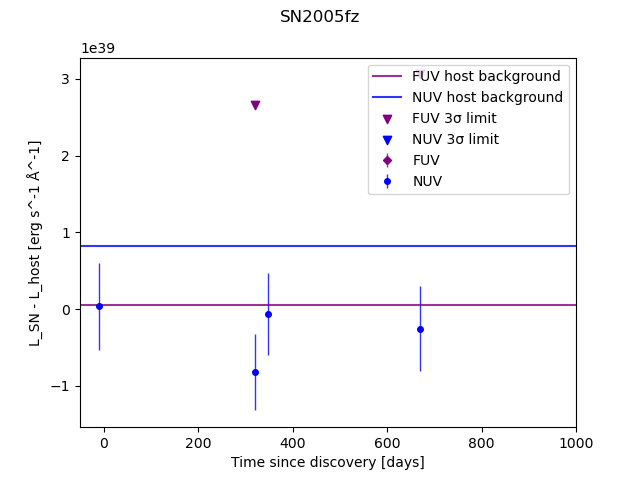 SN2005fz
1e39
L_SN - L_host [erg s^-1 Å^-1]
3
2
1
0
−1
FUV host background
NUV host background
FUV 3σ limit
NUV 3σ limit
FUV
NUV
0
200
400
600
800
1000
Time since discovery [days]